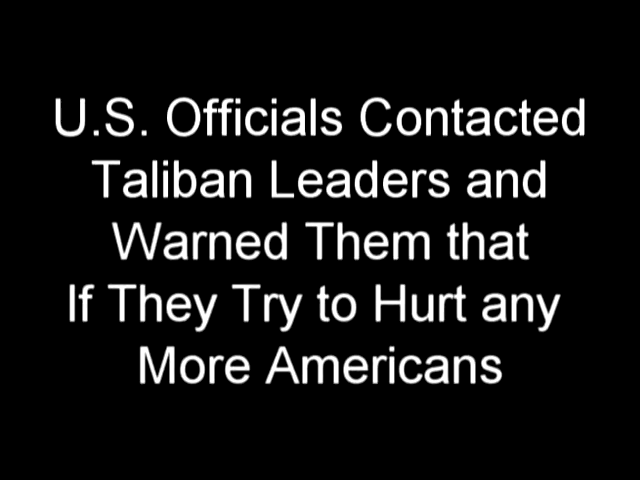 U.S. Officials Contacted
Taliban Leaders and
Warned Them that
If They Try to Hurt any
More Americans